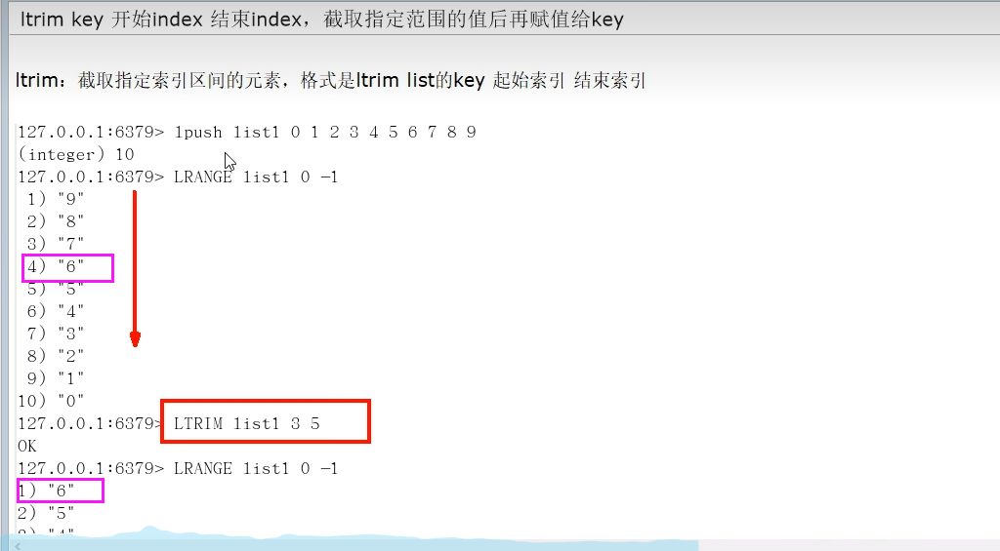 ltrim key 开始index 结束index，截取指定范围的值后再赋值给key
ltrim：截取指定索引区间的元素，格式是ltrim list的key 起始索引 结束索引
127.0.0.1:6379> lpush list1 0 1 2 3 4 5 6 7 8 9
(integer) 10
127.0.0.1:6379> LRANGE list1 0 -1
1) "9"
2) "8"
3) "7"
4) "6"
5) "5"
6) "4"
7) "3"
8) "2"
9) "1"
10) "0"
127.0.0.1:6379> LTRIM list1 3 5
OK
127.0.0.1:6379> LRANGE list1 0 -1
1) "6"
2) "5"